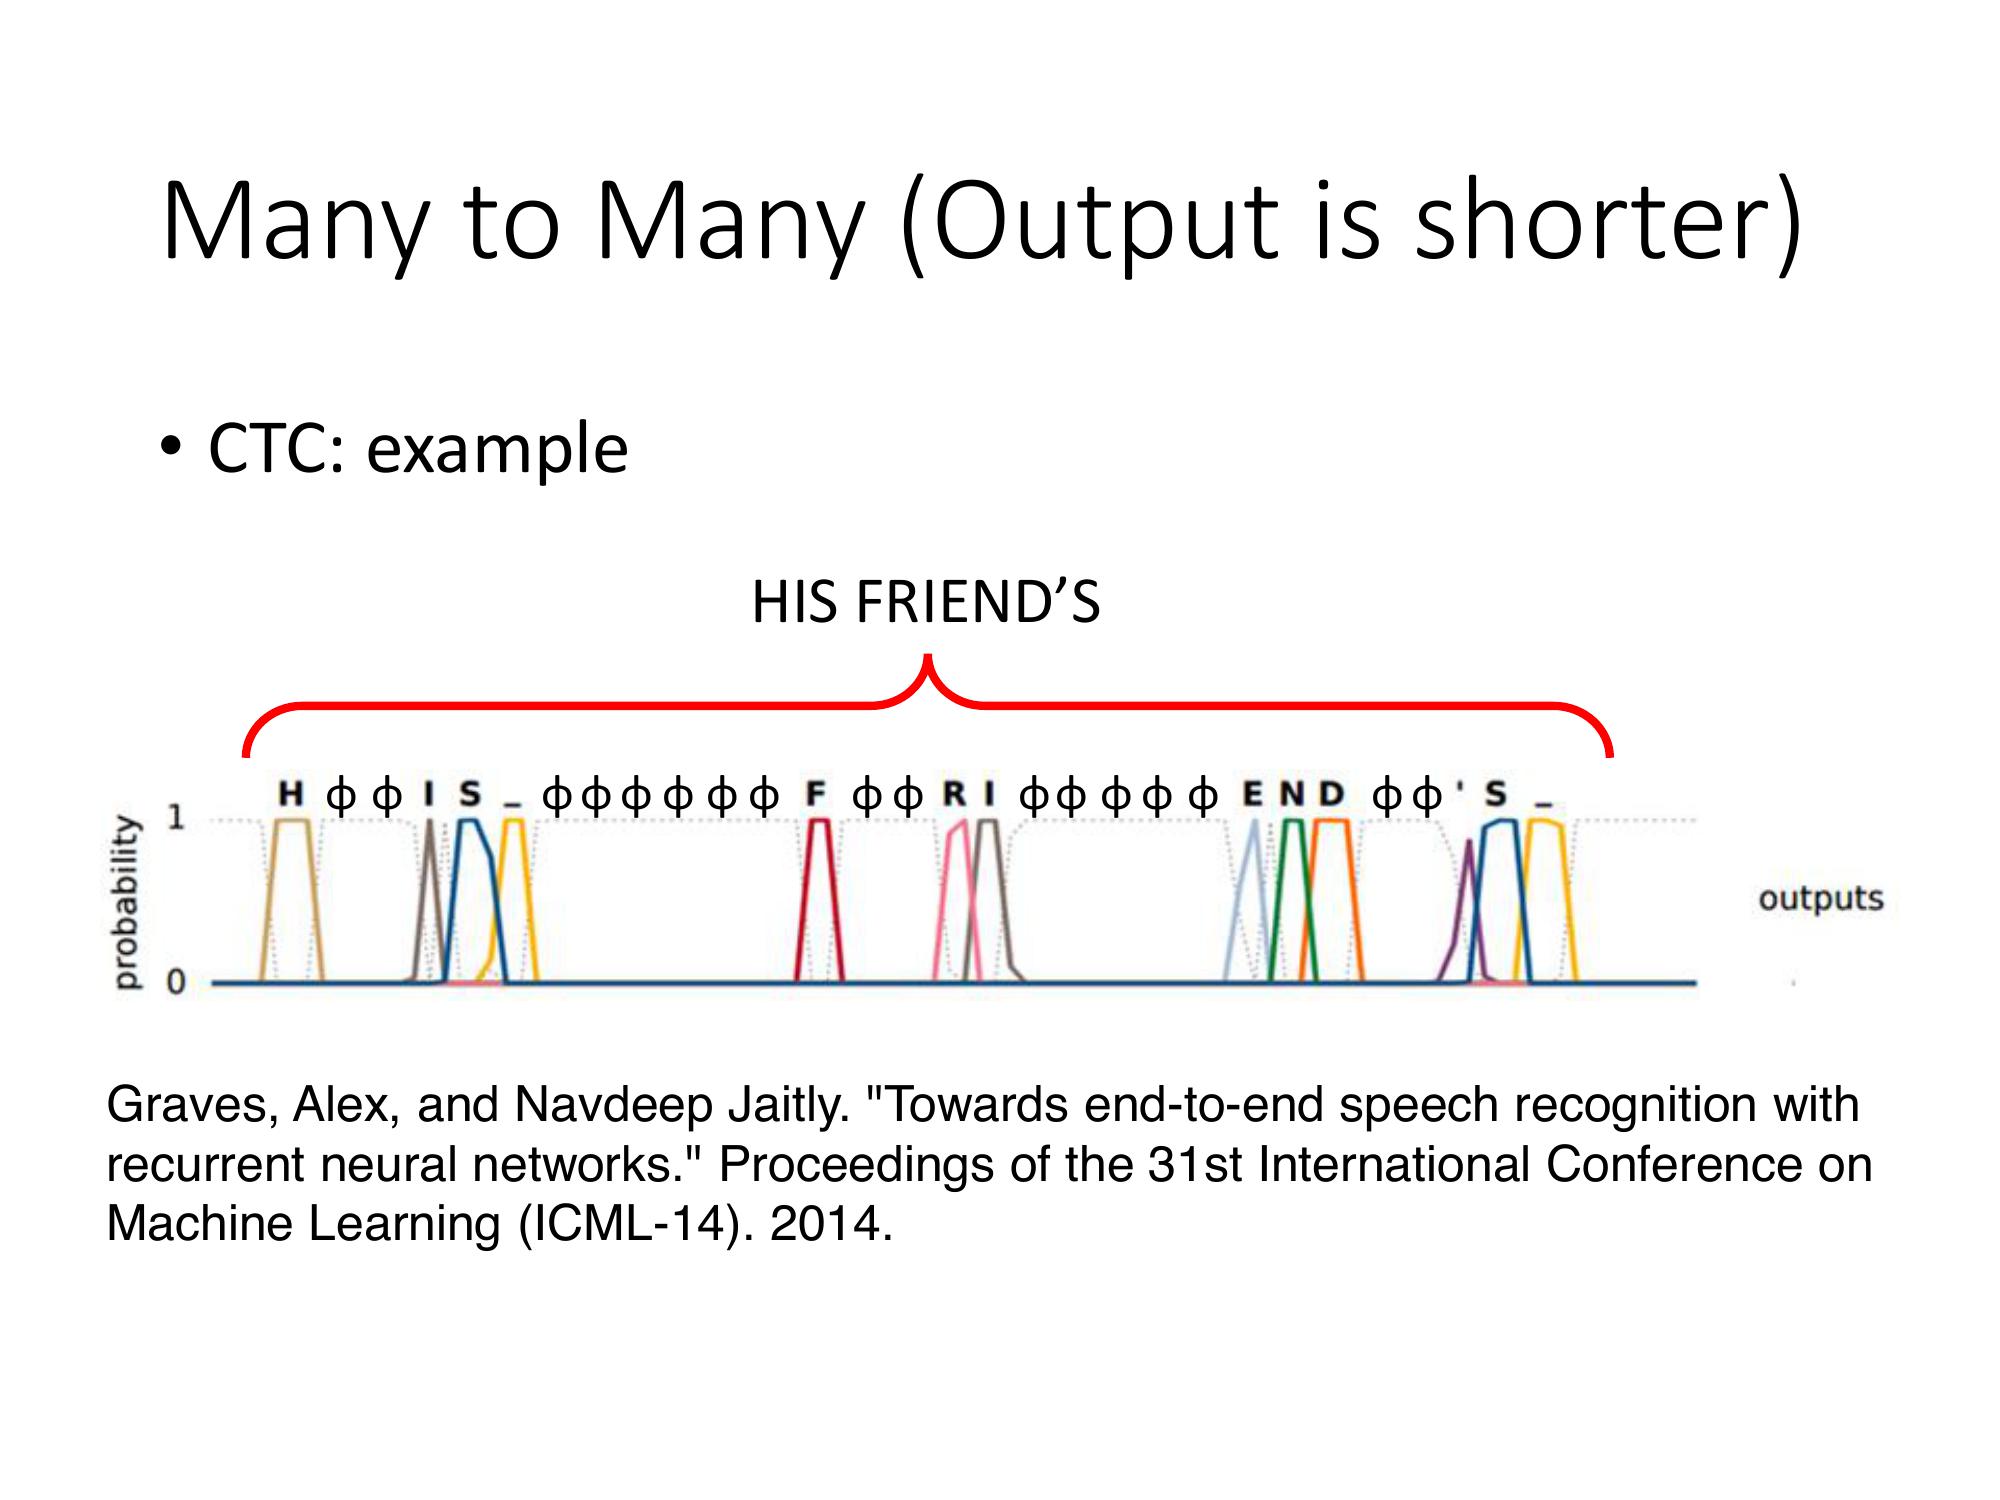 Many to Many (Output is shorter)
• CTC: example
HIS FRIEND’S
H ϕ ϕ I S _ ϕ ϕ ϕ ϕ ϕ ϕ F ϕ ϕ R I ϕ ϕ ϕ ϕ ϕ E N D ϕ ϕ ' S _
1
probability
outputs
0
Graves, Alex, and Navdeep Jaitly. "Towards end-to-end speech recognition with
recurrent neural networks." Proceedings of the 31st International Conference on
Machine Learning (ICML-14). 2014.